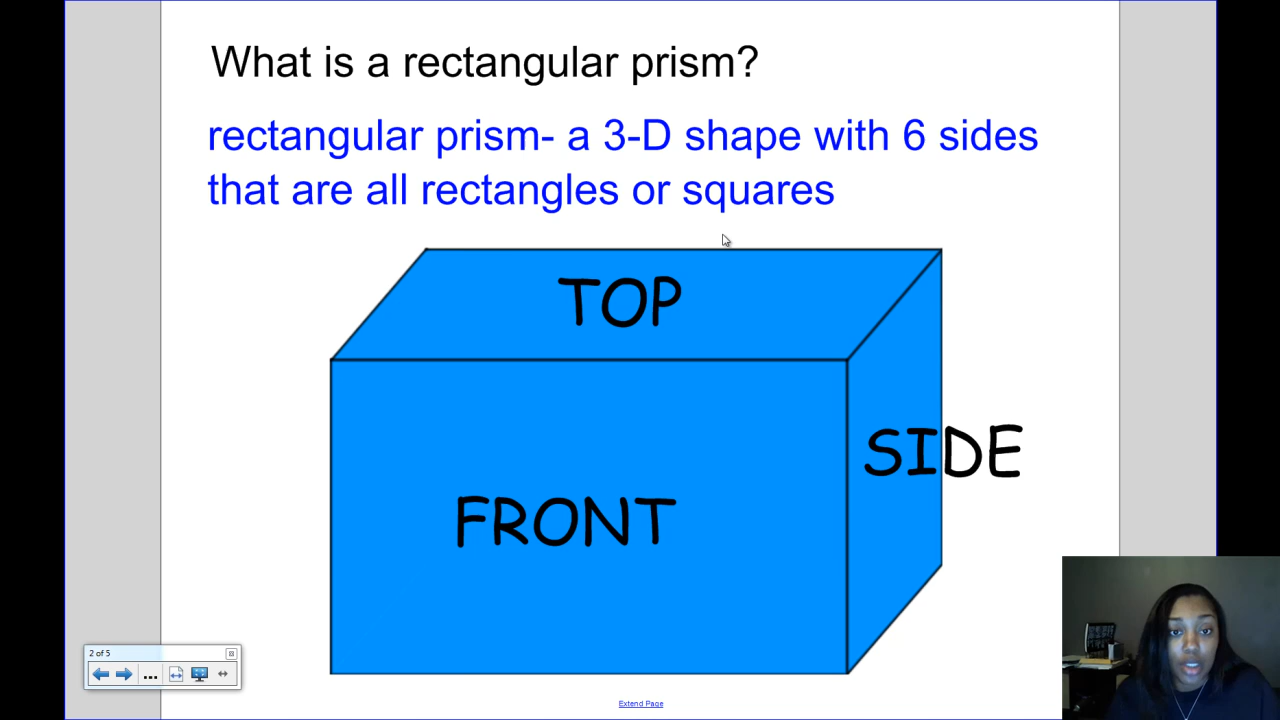 What is a rectangular prism?
rectangular prism- a 3-D shape with 6 sides
that are all rectangles or squares
TOP
SIDE
FRONT
2 of 5
...
Extend Page